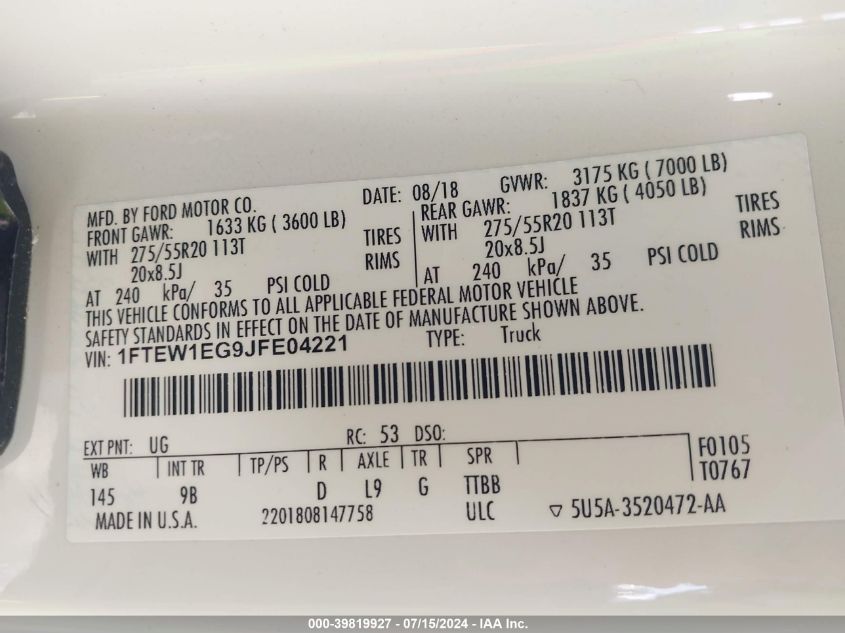 MFD. BY FORD MOTOR CO.
DATE: 08/18 GVWR: 3175 KG ( 7000 LB)
FRONT GAWR: 1633 KG ( 3600 LB)
REAR GAWR: 1837 KG ( 4050 LB)
WITH 275/55R20 113T TIRES
WITH 275/55R20 113T TIRES
20x8.5J RIMS
20x8.5J RIMS
AT 240 kPa/ 35 PSI COLD
AT 240 kPa/ 35 PSI COLD
THIS VEHICLE CONFORMS TO ALL APPLICABLE FEDERAL MOTOR VEHICLE
SAFETY STANDARDS IN EFFECT ON THE DATE OF MANUFACTURE SHOWN ABOVE.
VIN: 1FTEW1EG9JFE04221 TYPE: Truck
EXT PNT: UG RC: 53 DSO:
WB INT TR TP/PS R AXLE TR SPR F0105
145 9B D L9 G TTBB T0767
MADE IN U.S.A. 2201808147758 ULC ▽ 5U5A-3520472-AA
000-39819927 - 07/15/2024 - IAA Inc.